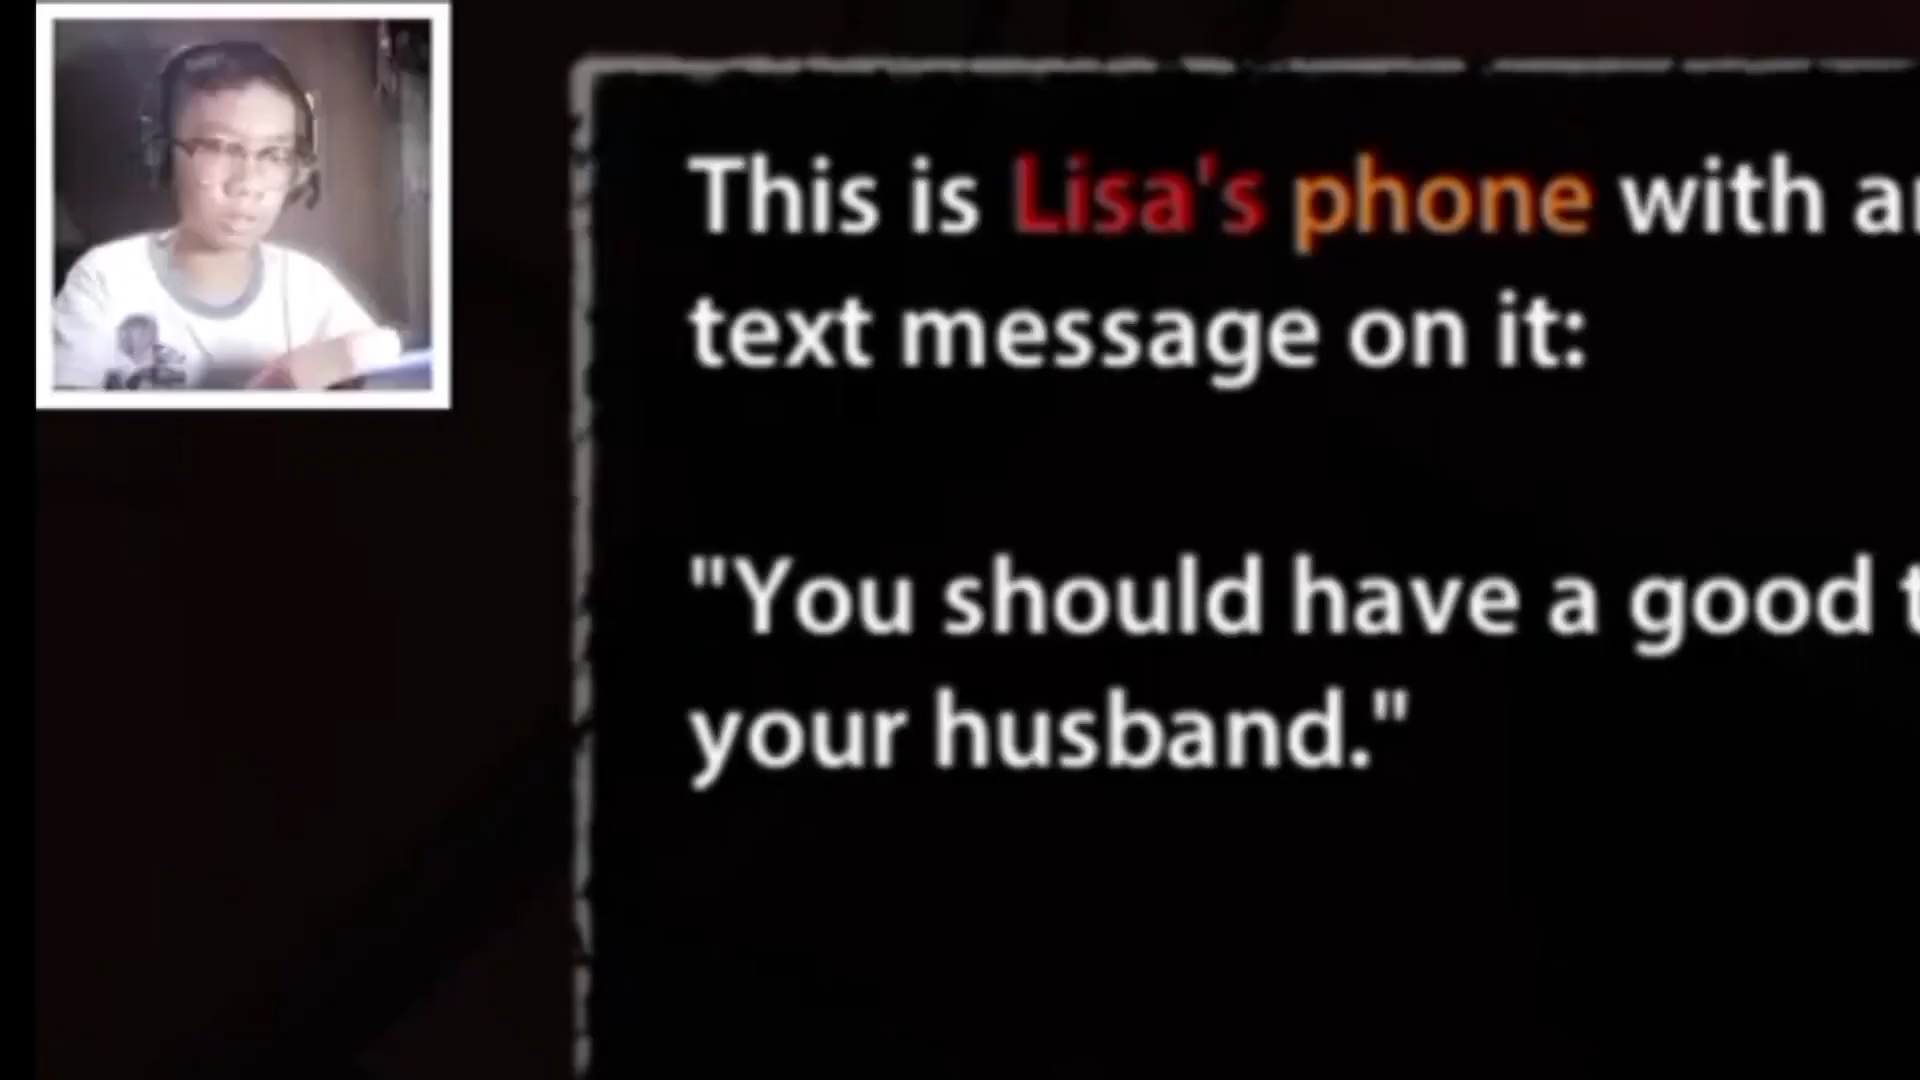 This is Lisa's phone with
text message on it:
"You should have a good
your husband."